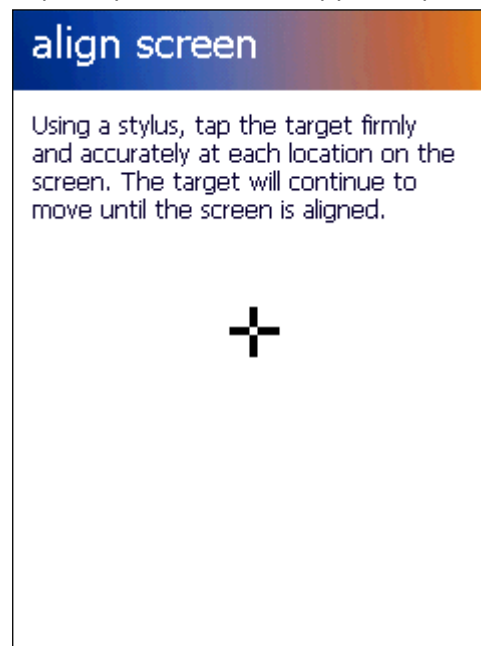 align screen
Using a stylus, tap the target firmly
and accurately at each location on the
screen. The target will continue to
move until the screen is aligned.